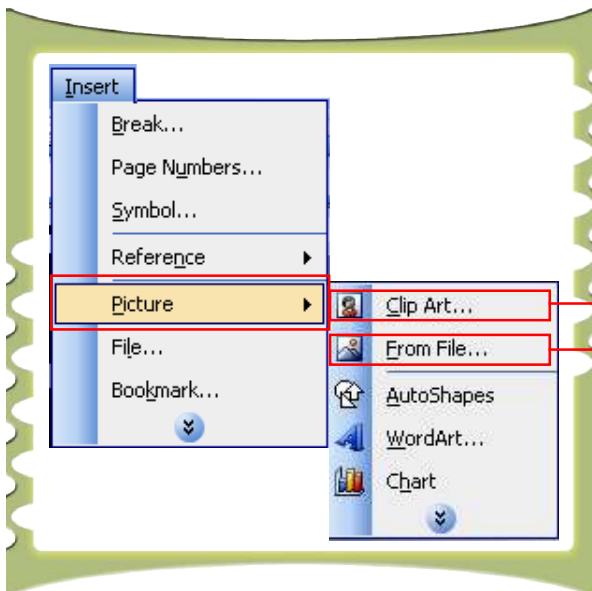 Insert
Break...
Page Numbers...
Symbol...
Reference
Picture
File...
Bookmark...
Clip Art...
From File...
AutoShapes
WordArt...
Chart